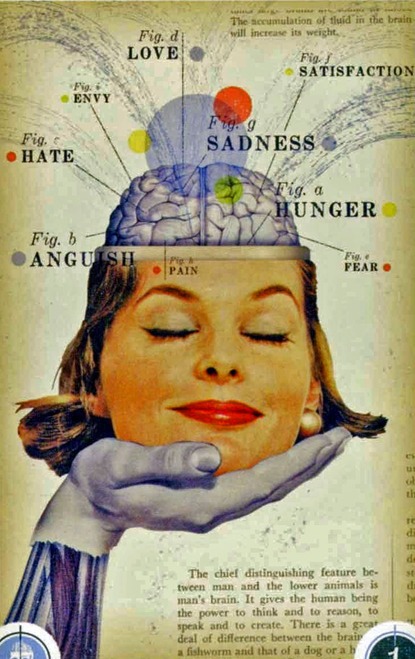 The accumulation of fluid in the brain
will increase its weight.
Fig. d
LOVE
Fig. f
SATISFACTION
Fig. i
ENVY
Fig. g
SADNESS
Fig. c
HATE
Fig. a
HUNGER
Fig. b
ANGUISH
Fig. h
PAIN
Fig. e
FEAR
The chief distinguishing feature be-
tween man and the lower animals is
man's brain. It gives the human being
the power to think and to reason, to
speak and to create. There is a great
deal of difference between the brain
a fishworm and that of a dog or a h
1